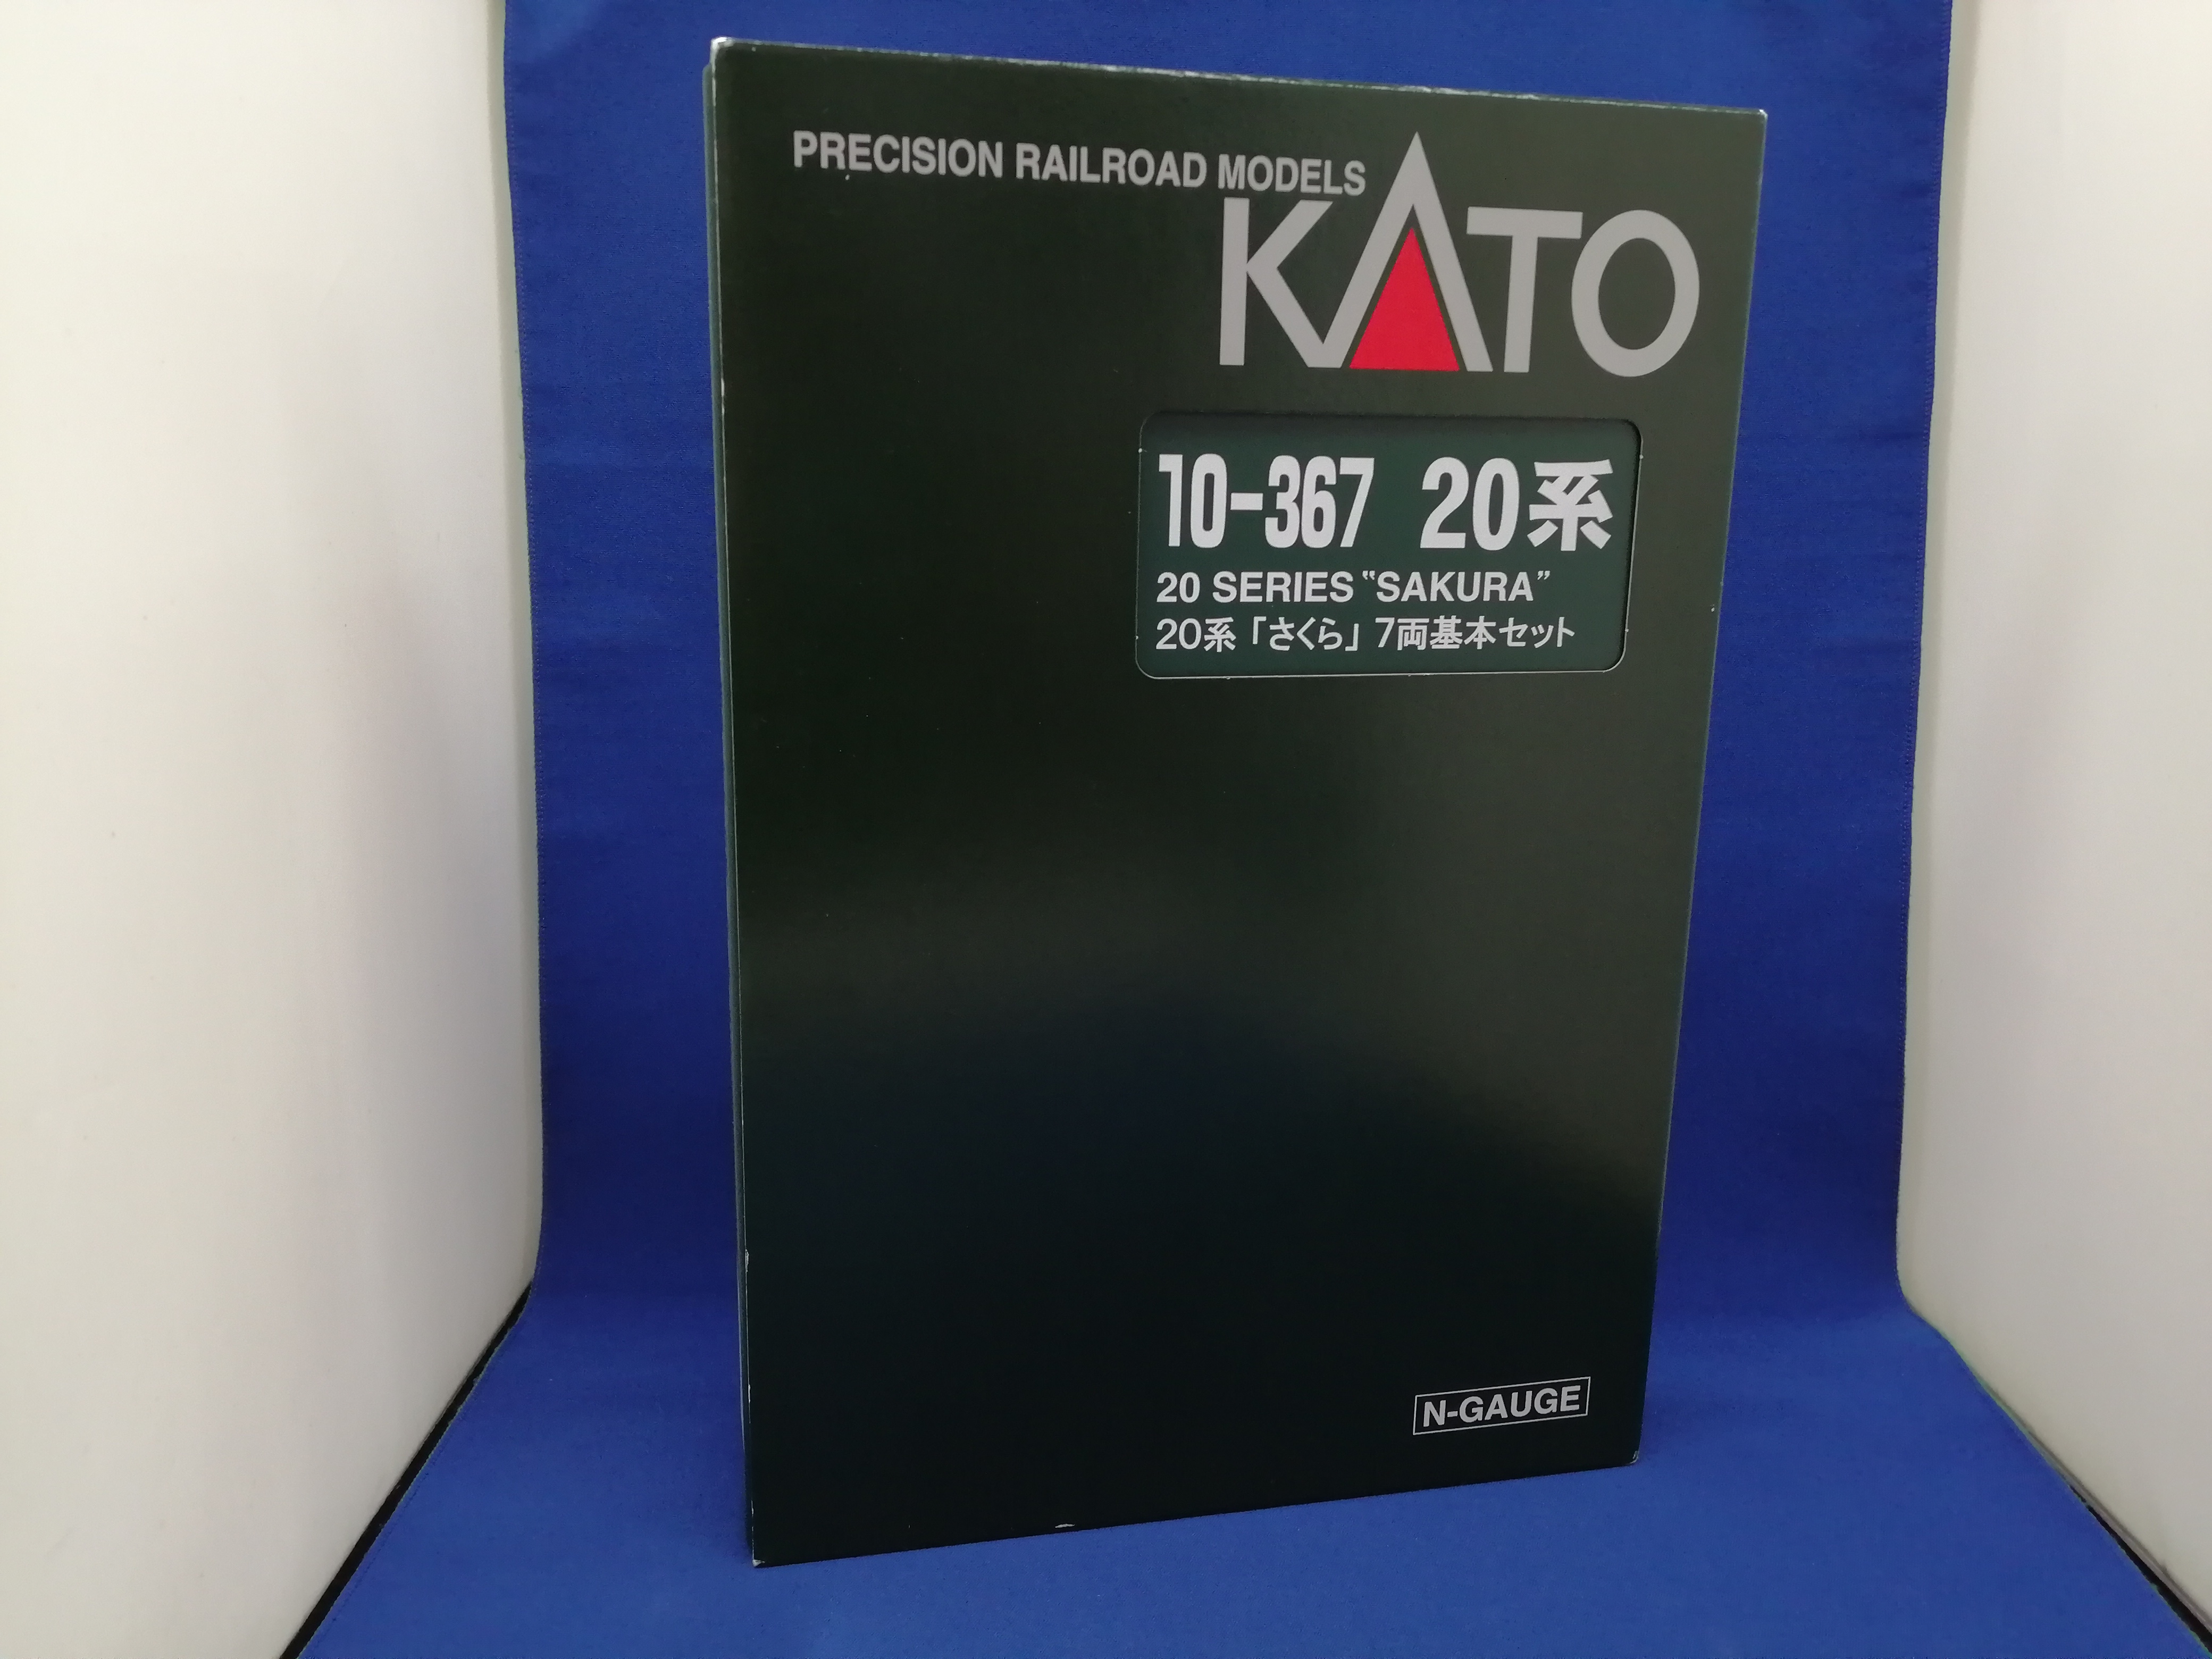 PRECISION RAILROAD MODELS
KATO
10-367 20系
20 SERIES "SAKURA"
20系「さくら」7両基本セット
N-GAUGE